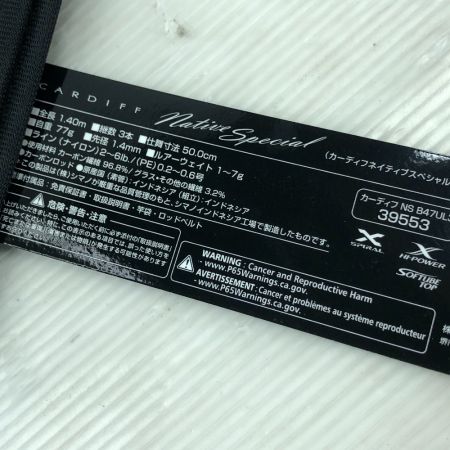 CARDIFF
Native Special
(カーディフネイティブスペシャル
■全長 1.40m ■継数 3本 ■仕舞寸法 50.0cm
■自重 77g ■先径 1.4mm ■ルアーウェイト 1~7g
■ライン(ナイロン)2~6lb./(PE)0.2~0.6号
●使用材料 カーボン繊維 96.8% / グラス・その他の繊維 3.2%
●カーボンロッド ●原産国(素管):インドネシア(組立):インドネシア
●この製品は(株)シマノが厳重な品質管理のもと、シマノインドネシア工場で製造したものです。
●標準付属品:免責保証書・取扱説明書・竿袋・ロッドベルト
カーディフ NS B47UL
39553
X SPIRAL
X HI-POWER
SOFTUBE TOP
⚠ 危険・警告・注意
WARNING: Cancer and Reproductive Harm
www.P65Warnings.ca.gov.
AVERTISSEMENT: Cancer et problèmes au système reproducteur
www.P65Warnings.ca.gov.